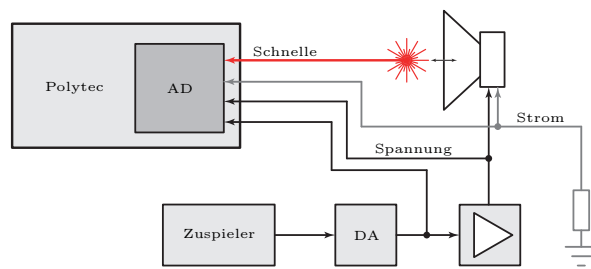 Schnelle
Polytec
AD
Strom
Spannung
Zuspieler
DA